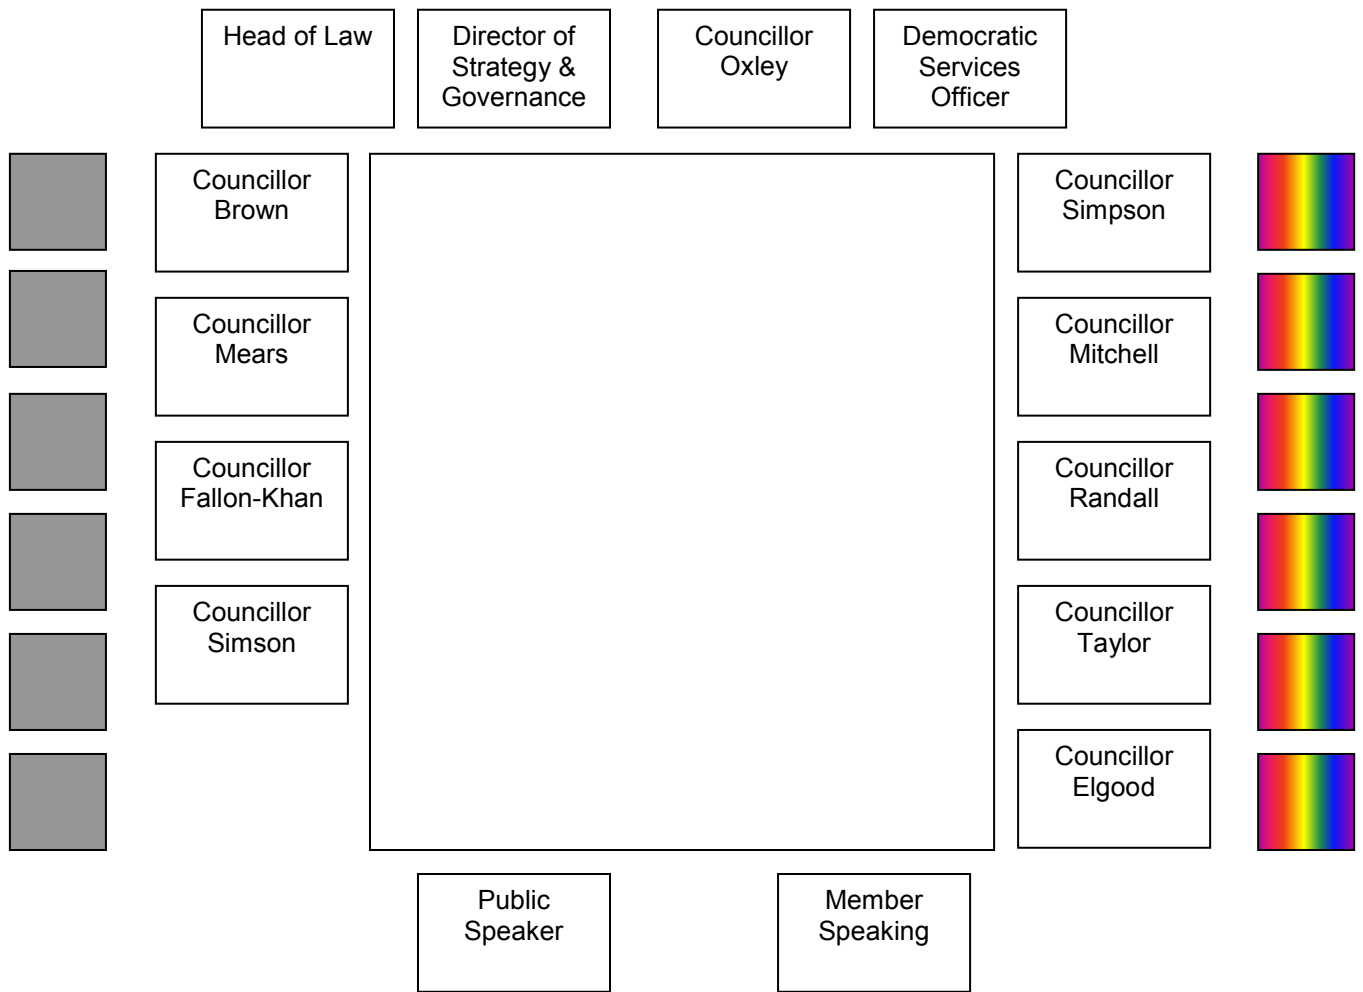 Head of Law
Director of
Strategy &
Governance
Councillor
Oxley
Democratic
Services
Officer
Councillor
Brown
Councillor
Simpson
Councillor
Mears
Councillor
Mitchell
Councillor
Fallon-Khan
Councillor
Randall
Councillor
Simson
Councillor
Taylor
Councillor
Elgood
Public
Speaker
Member
Speaking